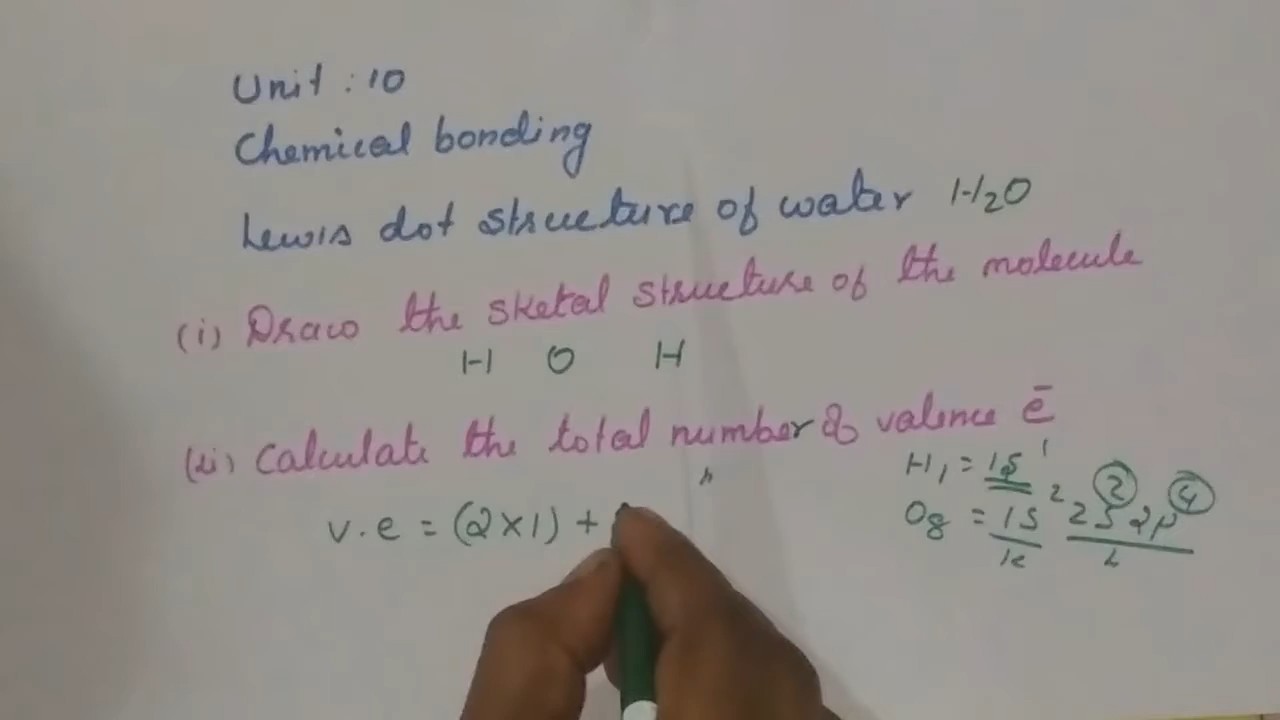 Unit : 10
Chemical bonding
Lewis dot structure of water H2O
(i) Draw the sketal structure of the molecule
H O H
(ii) Calculate the total number of valence ē
H1 = 1s1
v.e = (2×1) +
O8 = 1s2 2s2 2p4
K L